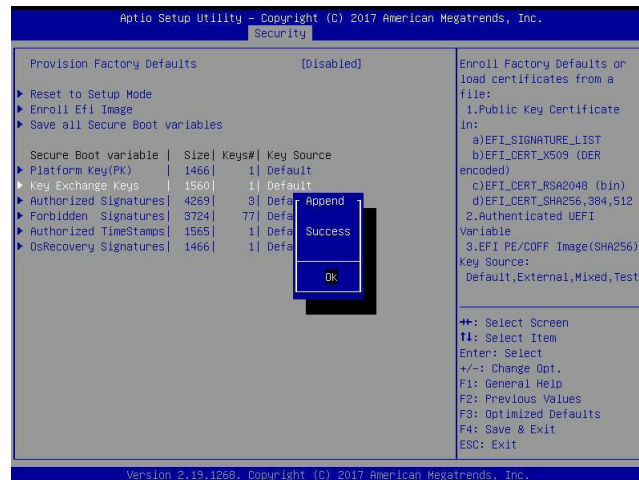 Aptio Setup Utility – Copyright (C) 2017 American Megatrends, Inc.
Security
Provision Factory Defaults [Disabled]
▶ Reset to Setup Mode
▶ Enroll Efi Image
▶ Save all Secure Boot variables
Secure Boot variable | Size| Keys#| Key Source
▶ Platform Key(PK) | 1466| 1| Default
▶ Key Exchange Keys | 1560| 1| Default
▶ Authorized Signatures| 4269| 3| Defa
▶ Forbidden Signatures| 3724| 77| Defa
▶ Authorized TimeStamps| 1565| 1| Defa
▶ OsRecovery Signatures| 1466| 1| Defa
Append
Success
Ok
Enroll Factory Defaults or
load certificates from a
file:
1.Public Key Certificate
in:
a)EFI_SIGNATURE_LIST
b)EFI_CERT_X509 (DER
encoded)
c)EFI_CERT_RSA2048 (bin)
d)EFI_CERT_SHA256,384,512
2.Authenticated UEFI
Variable
3.EFI PE/COFF Image(SHA256)
Key Source:
Default,External,Mixed,Test
→←: Select Screen
↑↓: Select Item
Enter: Select
+/-: Change Opt.
F1: General Help
F2: Previous Values
F3: Optimized Defaults
F4: Save & Exit
ESC: Exit
Version 2.19.1268. Copyright (C) 2017 American Megatrends, Inc.